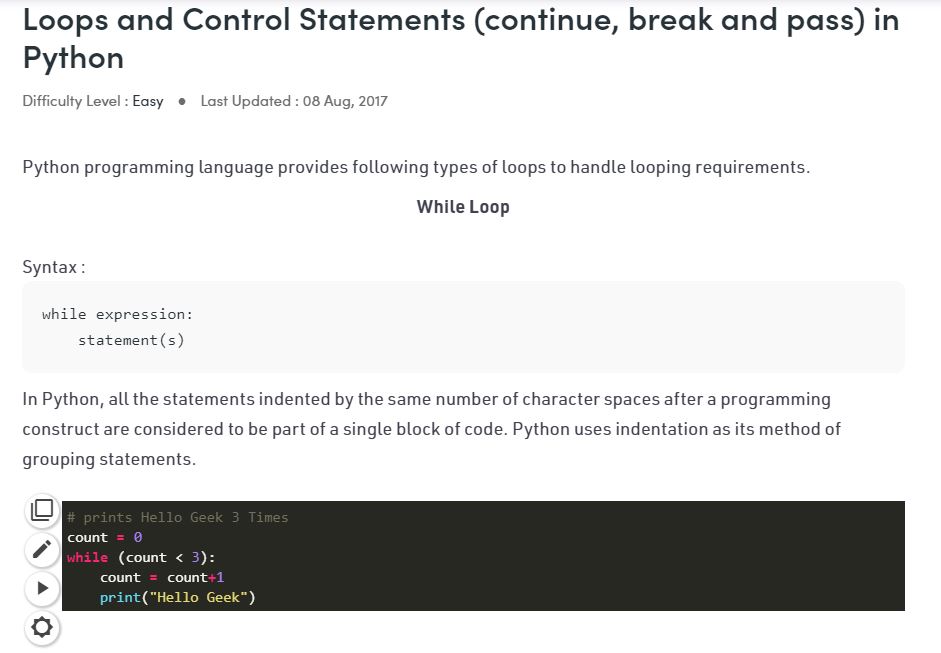 Loops and Control Statements (continue, break and pass) in
Python
Difficulty Level : Easy ● Last Updated : 08 Aug, 2017
Python programming language provides following types of loops to handle looping requirements.
While Loop
Syntax :
while expression:
    statement(s)
In Python, all the statements indented by the same number of character spaces after a programming
construct are considered to be part of a single block of code. Python uses indentation as its method of
grouping statements.
# prints Hello Geek 3 Times
count = 0
while (count < 3):
    count = count+1
    print("Hello Geek")